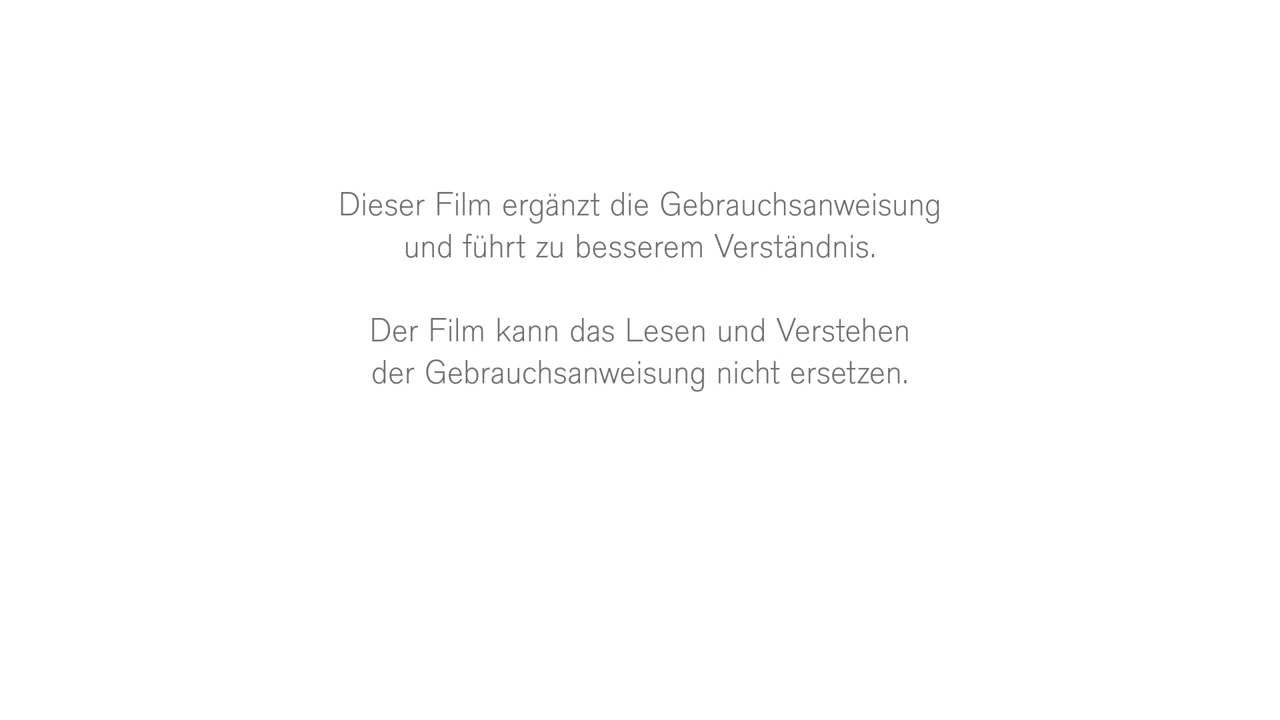 Dieser Film ergänzt die Gebrauchsanweisung
und führt zu besserem Verständnis.
Der Film kann das Lesen und Verstehen
der Gebrauchsanweisung nicht ersetzen.